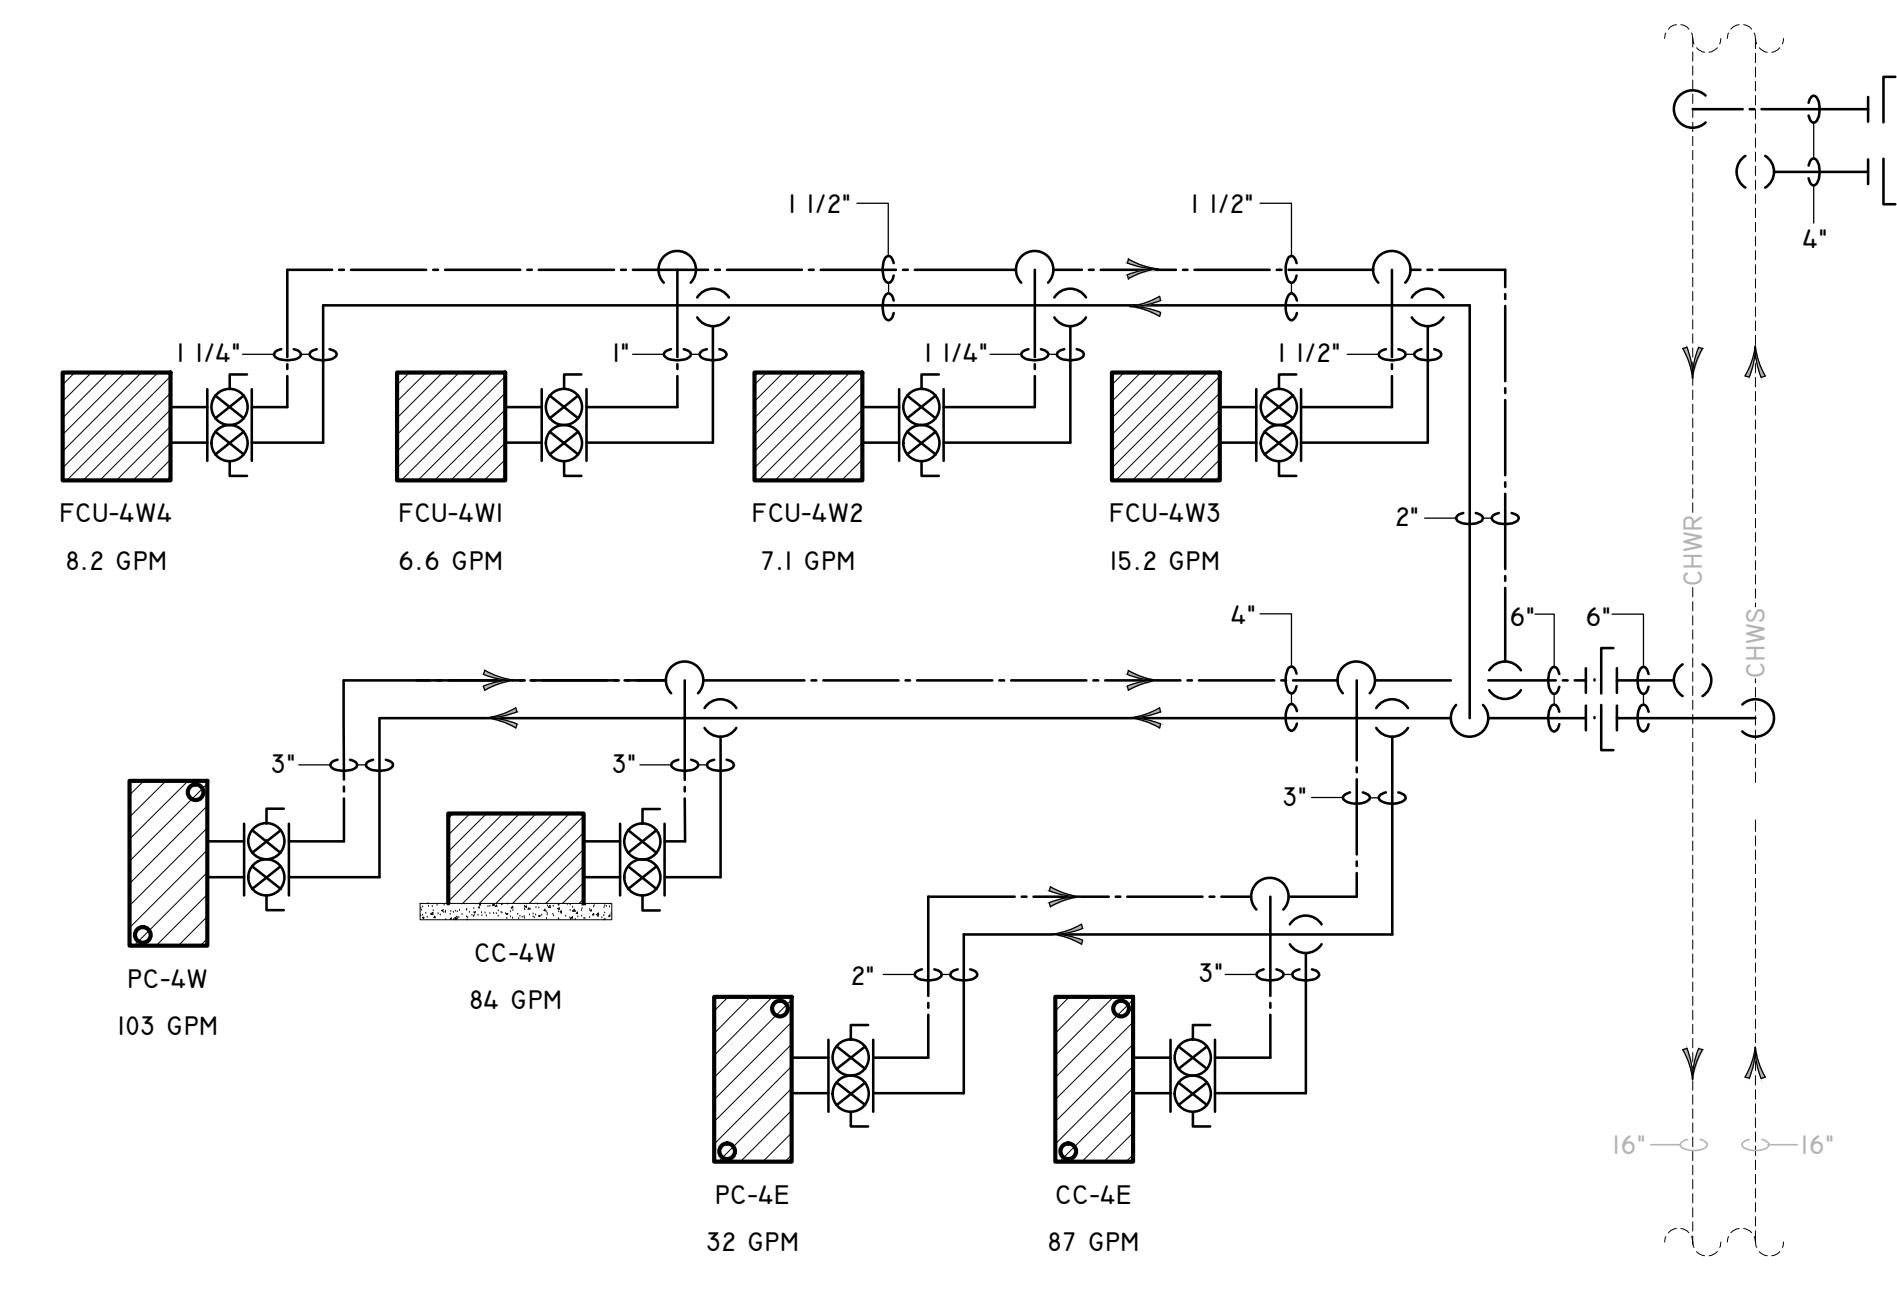 4"
1 1/2"
1 1/2"
1 1/4"
1"
1 1/4"
1 1/2"
FCU-4W4
8.2 GPM
FCU-4W1
6.6 GPM
FCU-4W2
7.1 GPM
FCU-4W3
15.2 GPM
2"
CHWR
CHWS
4"
6"
6"
3"
3"
3"
PC-4W
103 GPM
CC-4W
84 GPM
2"
3"
PC-4E
32 GPM
CC-4E
87 GPM
16"
16"